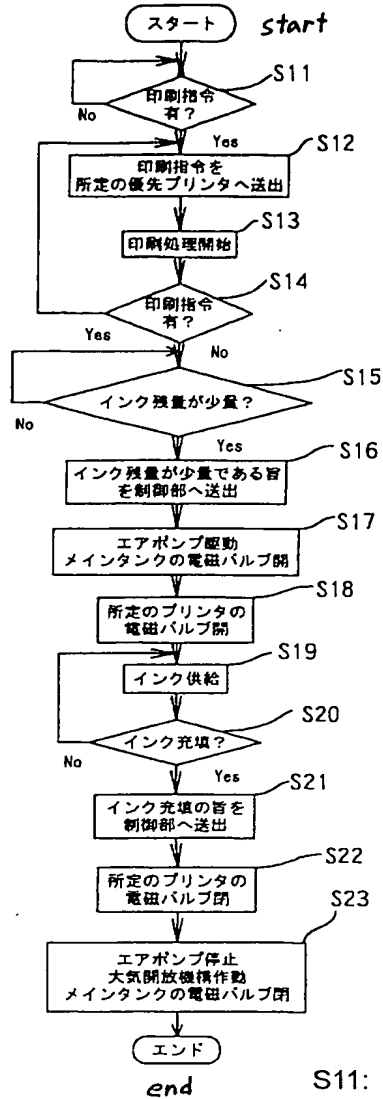 スタート
start
S11
印刷指令
有?
No
Yes
S12
印刷指令を
所定の優先プリンタへ送出
S13
印刷処理開始
S14
印刷指令
有?
Yes
No
S15
インク残量が少量?
No
Yes
S16
インク残量が少量である旨
を制御部へ送出
S17
エアポンプ駆動
メインタンクの電磁バルブ開
S18
所定のプリンタの
電磁バルブ開
S19
インク供給
S20
インク充填?
No
Yes
S21
インク充填の旨を
制御部へ送出
S22
所定のプリンタの
電磁バルブ閉
S23
エアポンプ停止
大気開放機構作動
メインタンクの電磁バルブ閉
エンド
end
S11: